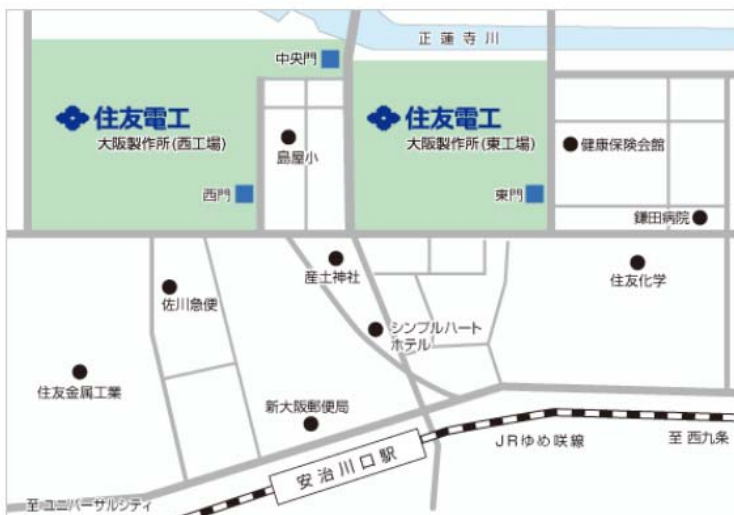 正蓮寺川
中央門
住友電工
大阪製作所(西工場)
住友電工
大阪製作所(東工場)
島屋小
健康保険会館
西門
東門
鎌田病院
産土神社
住友化学
佐川急便
シンプルハート
ホテル
住友金属工業
新大阪郵便局
安治川口駅
JRゆめ咲線
至 西九条
至 ユニバーサルシティ